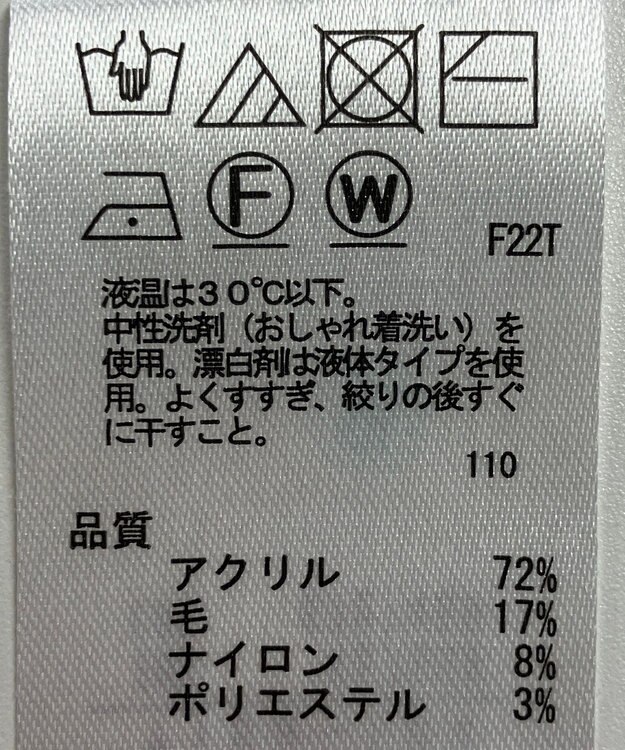 F W
F22T
液温は30℃以下。
中性洗剤（おしゃれ着洗い）を
使用。漂白剤は液体タイプを使
用。よくすすぎ、絞りの後すぐ
に干すこと。
110
品質
アクリル 72%
毛 17%
ナイロン 8%
ポリエステル 3%